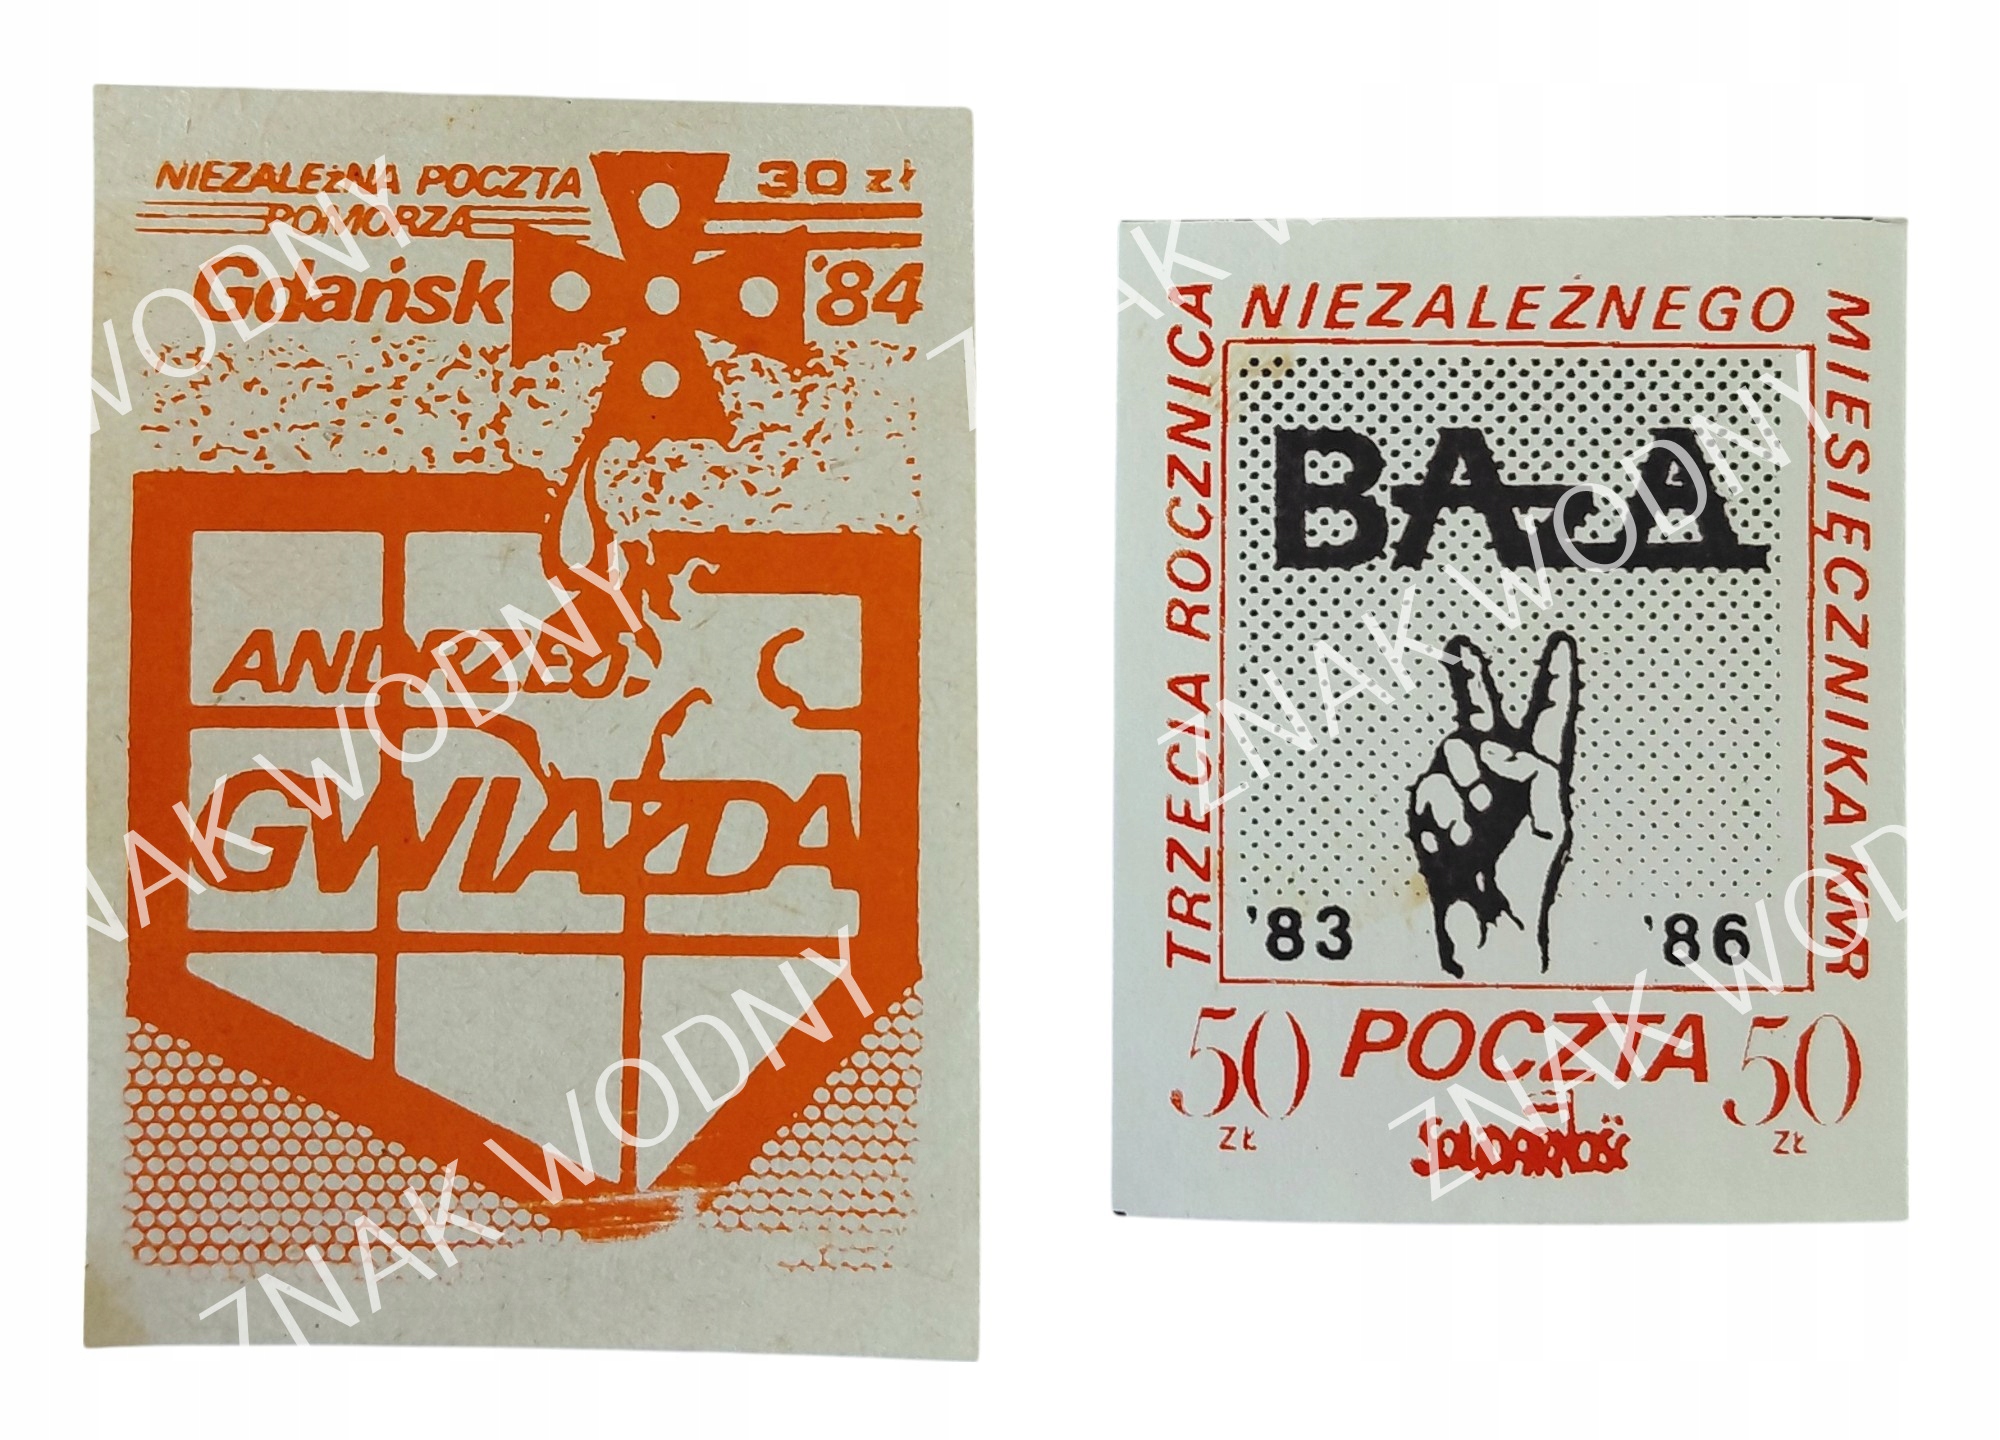 NIEZALEżNA POCZTA
POMORZA
30 zł
Gdańsk '84
ANDRZEJ
GWIAZDA
TRZECIA ROCZNICA
NIEZALEŻNEGO
MIESIĘCZNIKA KWR
BAZA
'83 '86
50 POCZTA 50
ZŁ ZŁ
SOLIDARNOŚĆ
ZNAK WODNY
ZNAK WODNY
ZNAK WODNY
ZNAK WODNY
ZNAK WODNY